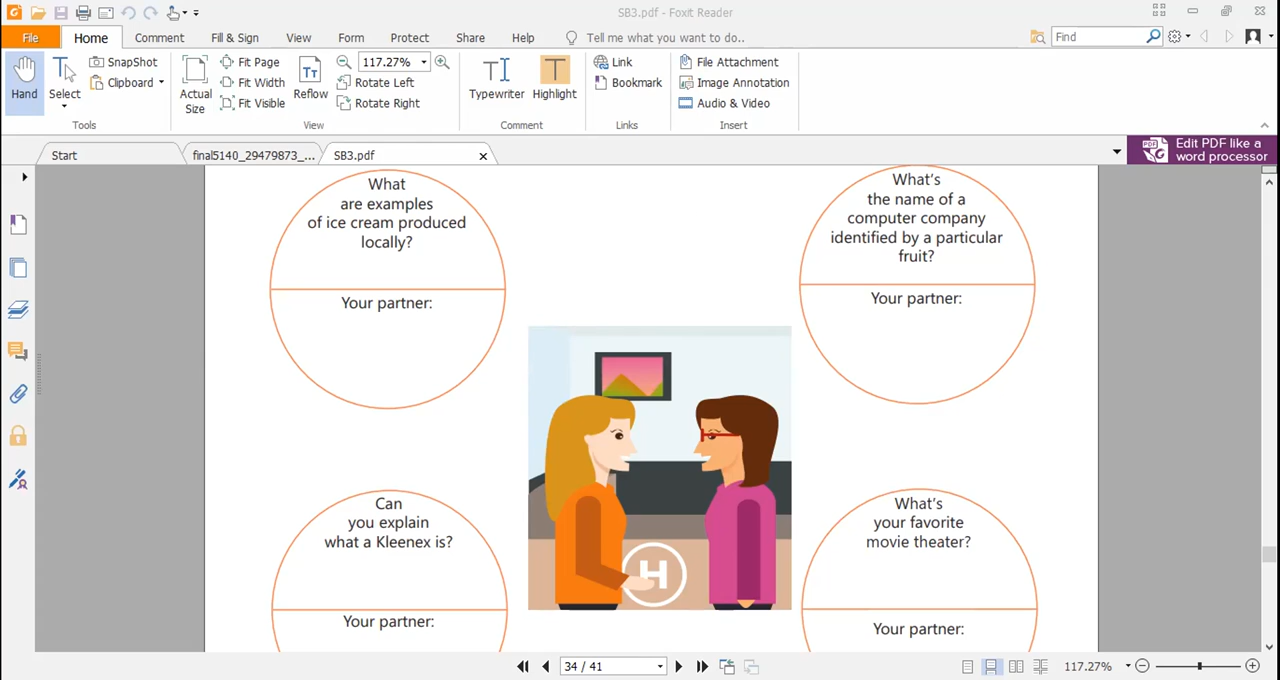 SB3.pdf - Foxit Reader
File
Home
Comment
Fill & Sign
View
Form
Protect
Share
Help
Tell me what you want to do..
Find
Hand
Select
SnapShot
Clipboard
Actual
Size
Fit Page
Fit Width
Fit Visible
Reflow
117.27%
Rotate Left
Rotate Right
Typewriter
Highlight
Link
Bookmark
File Attachment
Image Annotation
Audio & Video
Tools
View
Comment
Links
Insert
Start
final5140_29479873_...
SB3.pdf
Edit PDF like a
word processor
What
are examples
of ice cream produced
locally?
Your partner:
What's
the name of a
computer company
identified by a particular
fruit?
Your partner:
Can
you explain
what a Kleenex is?
Your partner:
What's
your favorite
movie theater?
Your partner:
H
34 / 41
117.27%